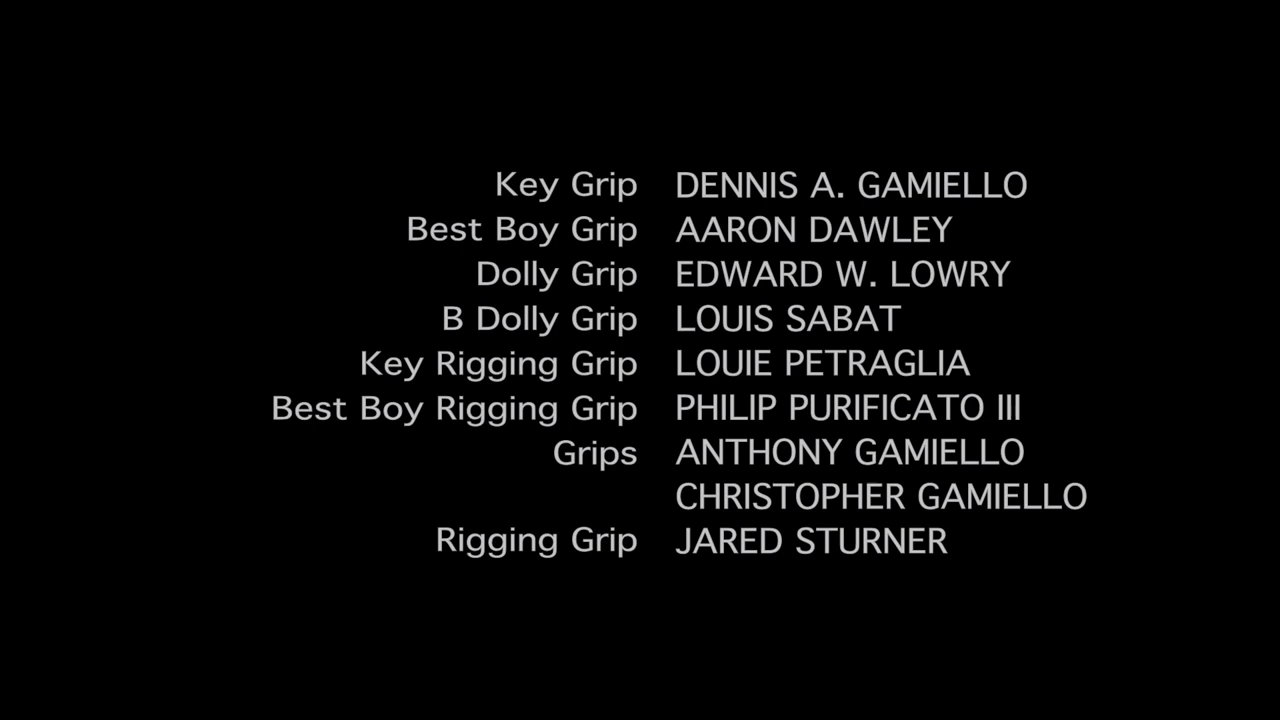 Key Grip DENNIS A. GAMIELLO
Best Boy Grip AARON DAWLEY
Dolly Grip EDWARD W. LOWRY
B Dolly Grip LOUIS SABAT
Key Rigging Grip LOUIE PETRAGLIA
Best Boy Rigging Grip PHILIP PURIFICATO III
Grips ANTHONY GAMIELLO
CHRISTOPHER GAMIELLO
Rigging Grip JARED STURNER